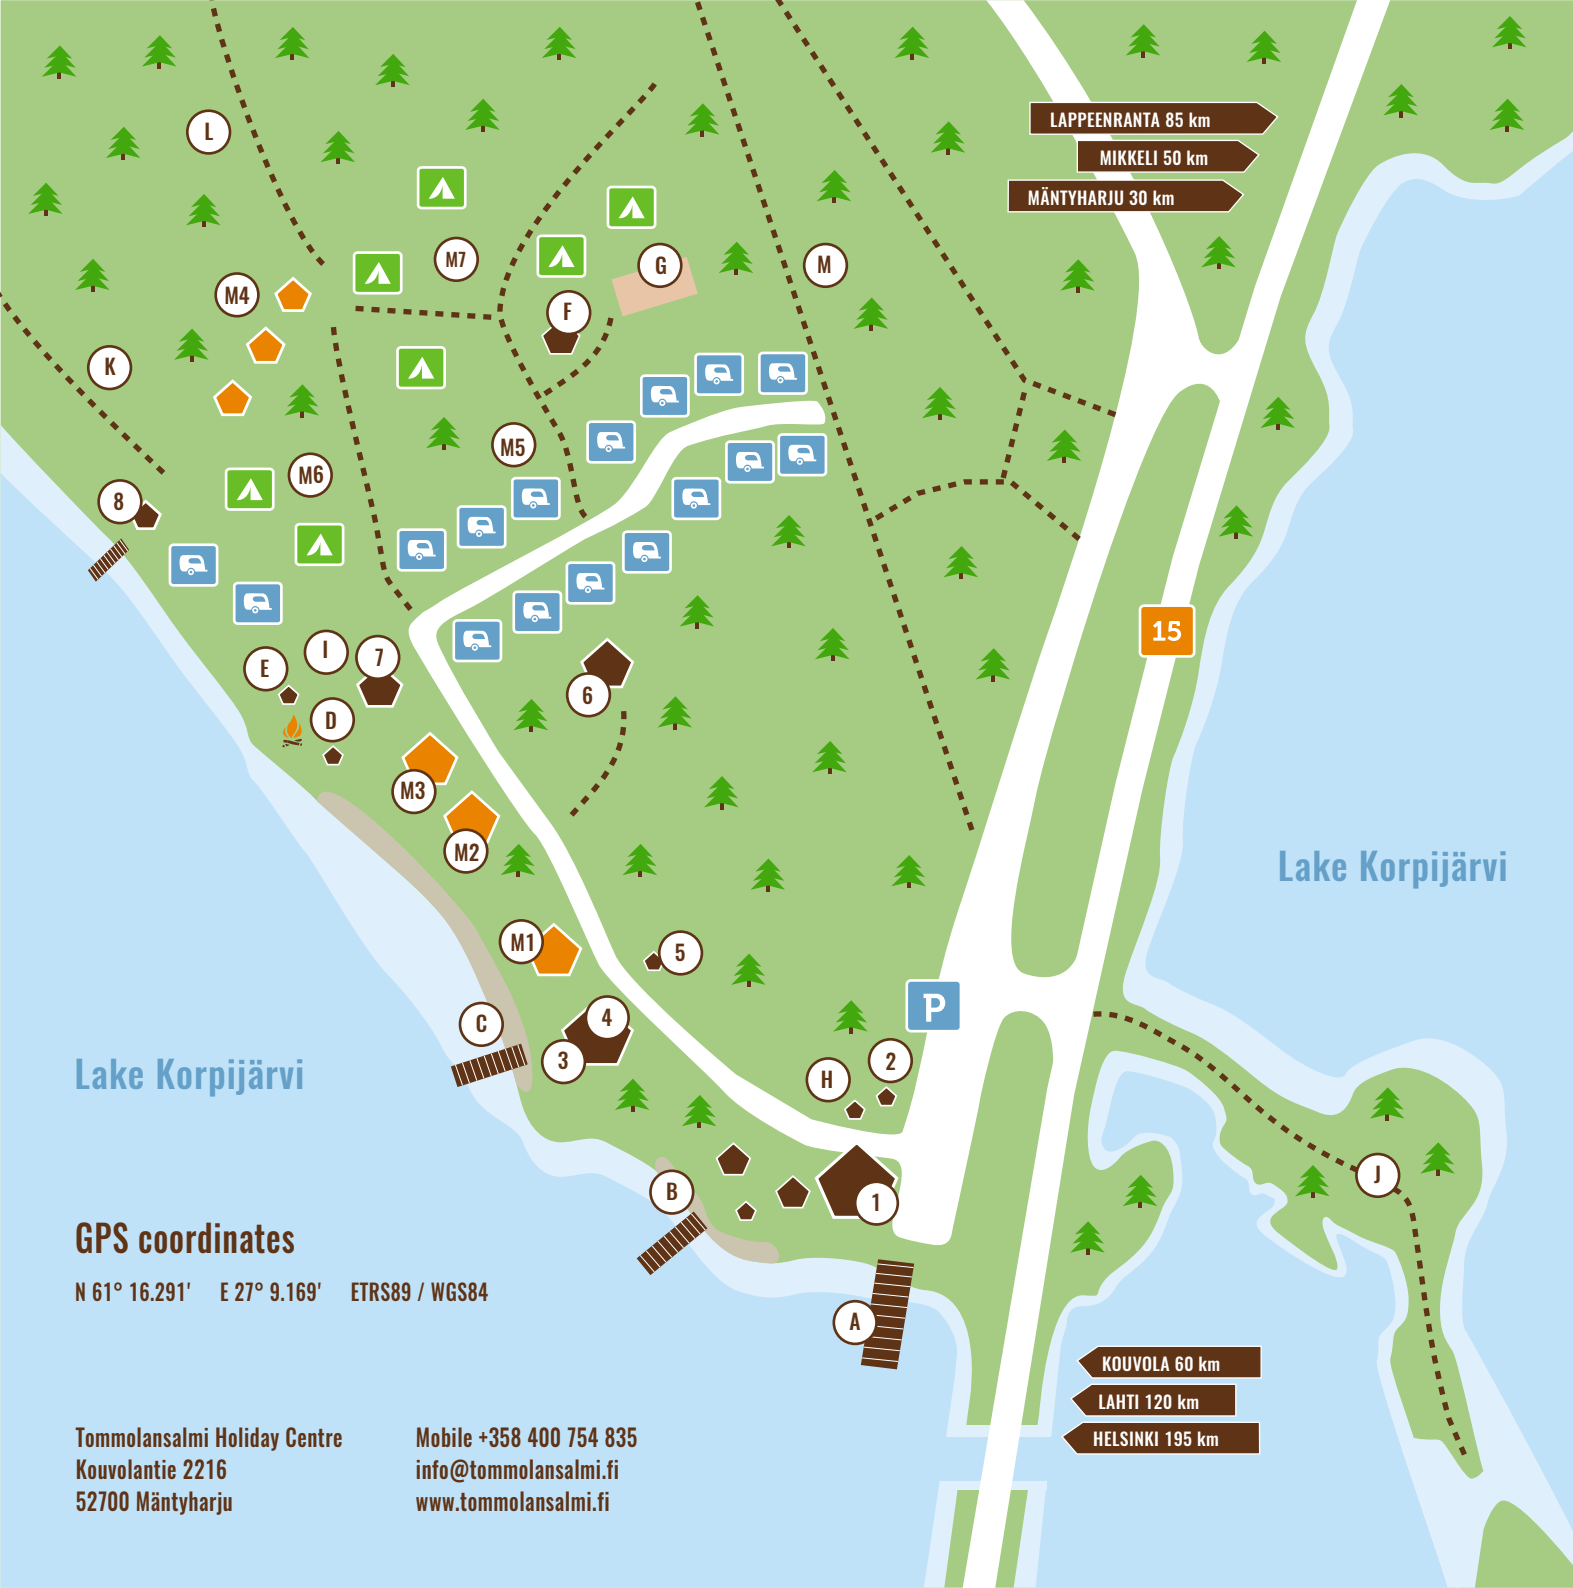 LAPPEENRANTA 85 km
MIKKELI 50 km
MÄNTYHARJU 30 km
L
M7
G
M
M4
F
K
M5
M6
8
15
E
I
7
D
6
M3
M2
Lake Korpijärvi
M1
5
P
C
4
3
H
2
Lake Korpijärvi
J
B
1
GPS coordinates
N 61° 16.291' E 27° 9.169' ETRS89 / WGS84
A
KOUVOLA 60 km
LAHTI 120 km
HELSINKI 195 km
Tommolansalmi Holiday Centre
Kouvolantie 2216
52700 Mäntyharju
Mobile +358 400 754 835
info@tommolansalmi.fi
www.tommolansalmi.fi